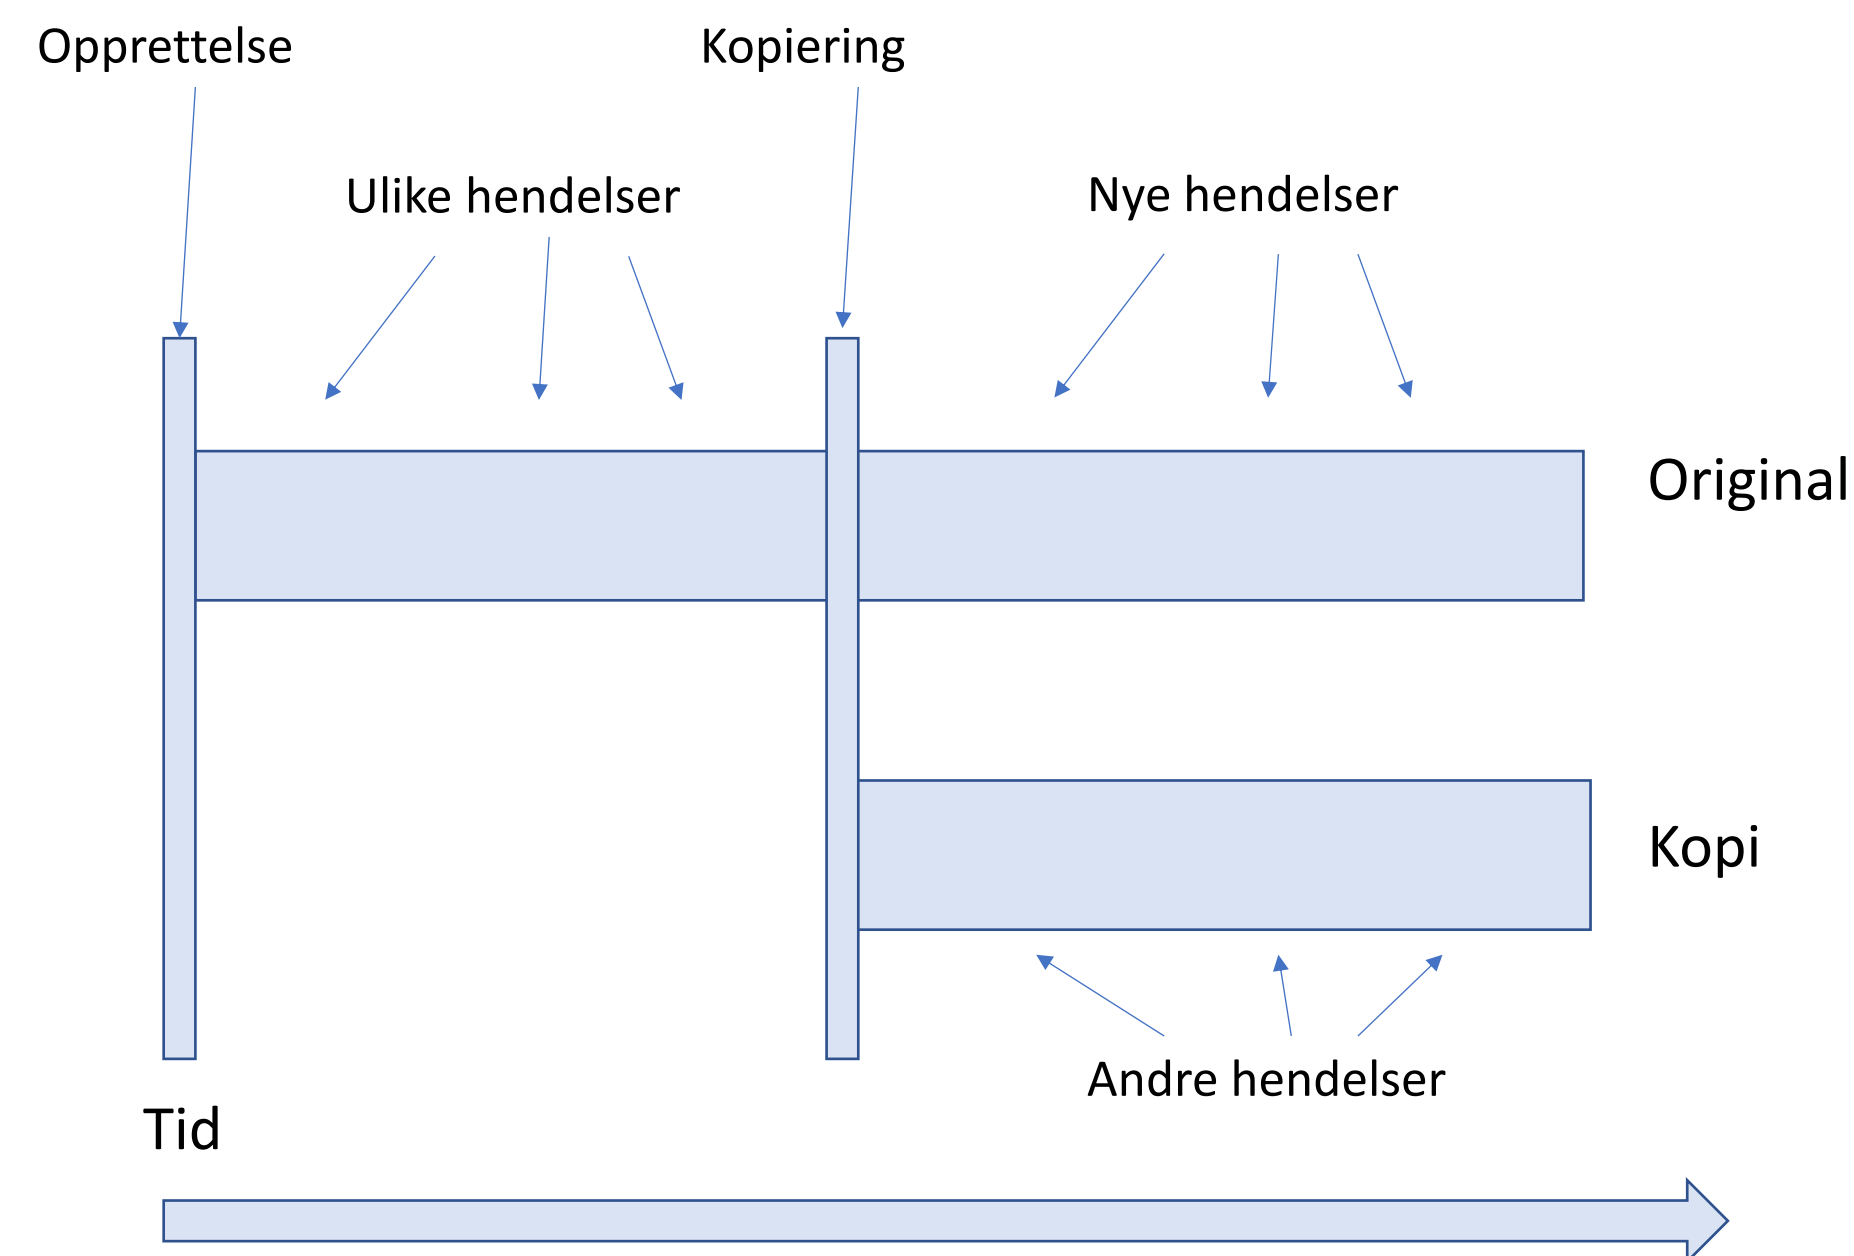 Opprettelse
Kopiering
Ulike hendelser
Nye hendelser
Original
Kopi
Andre hendelser
Tid